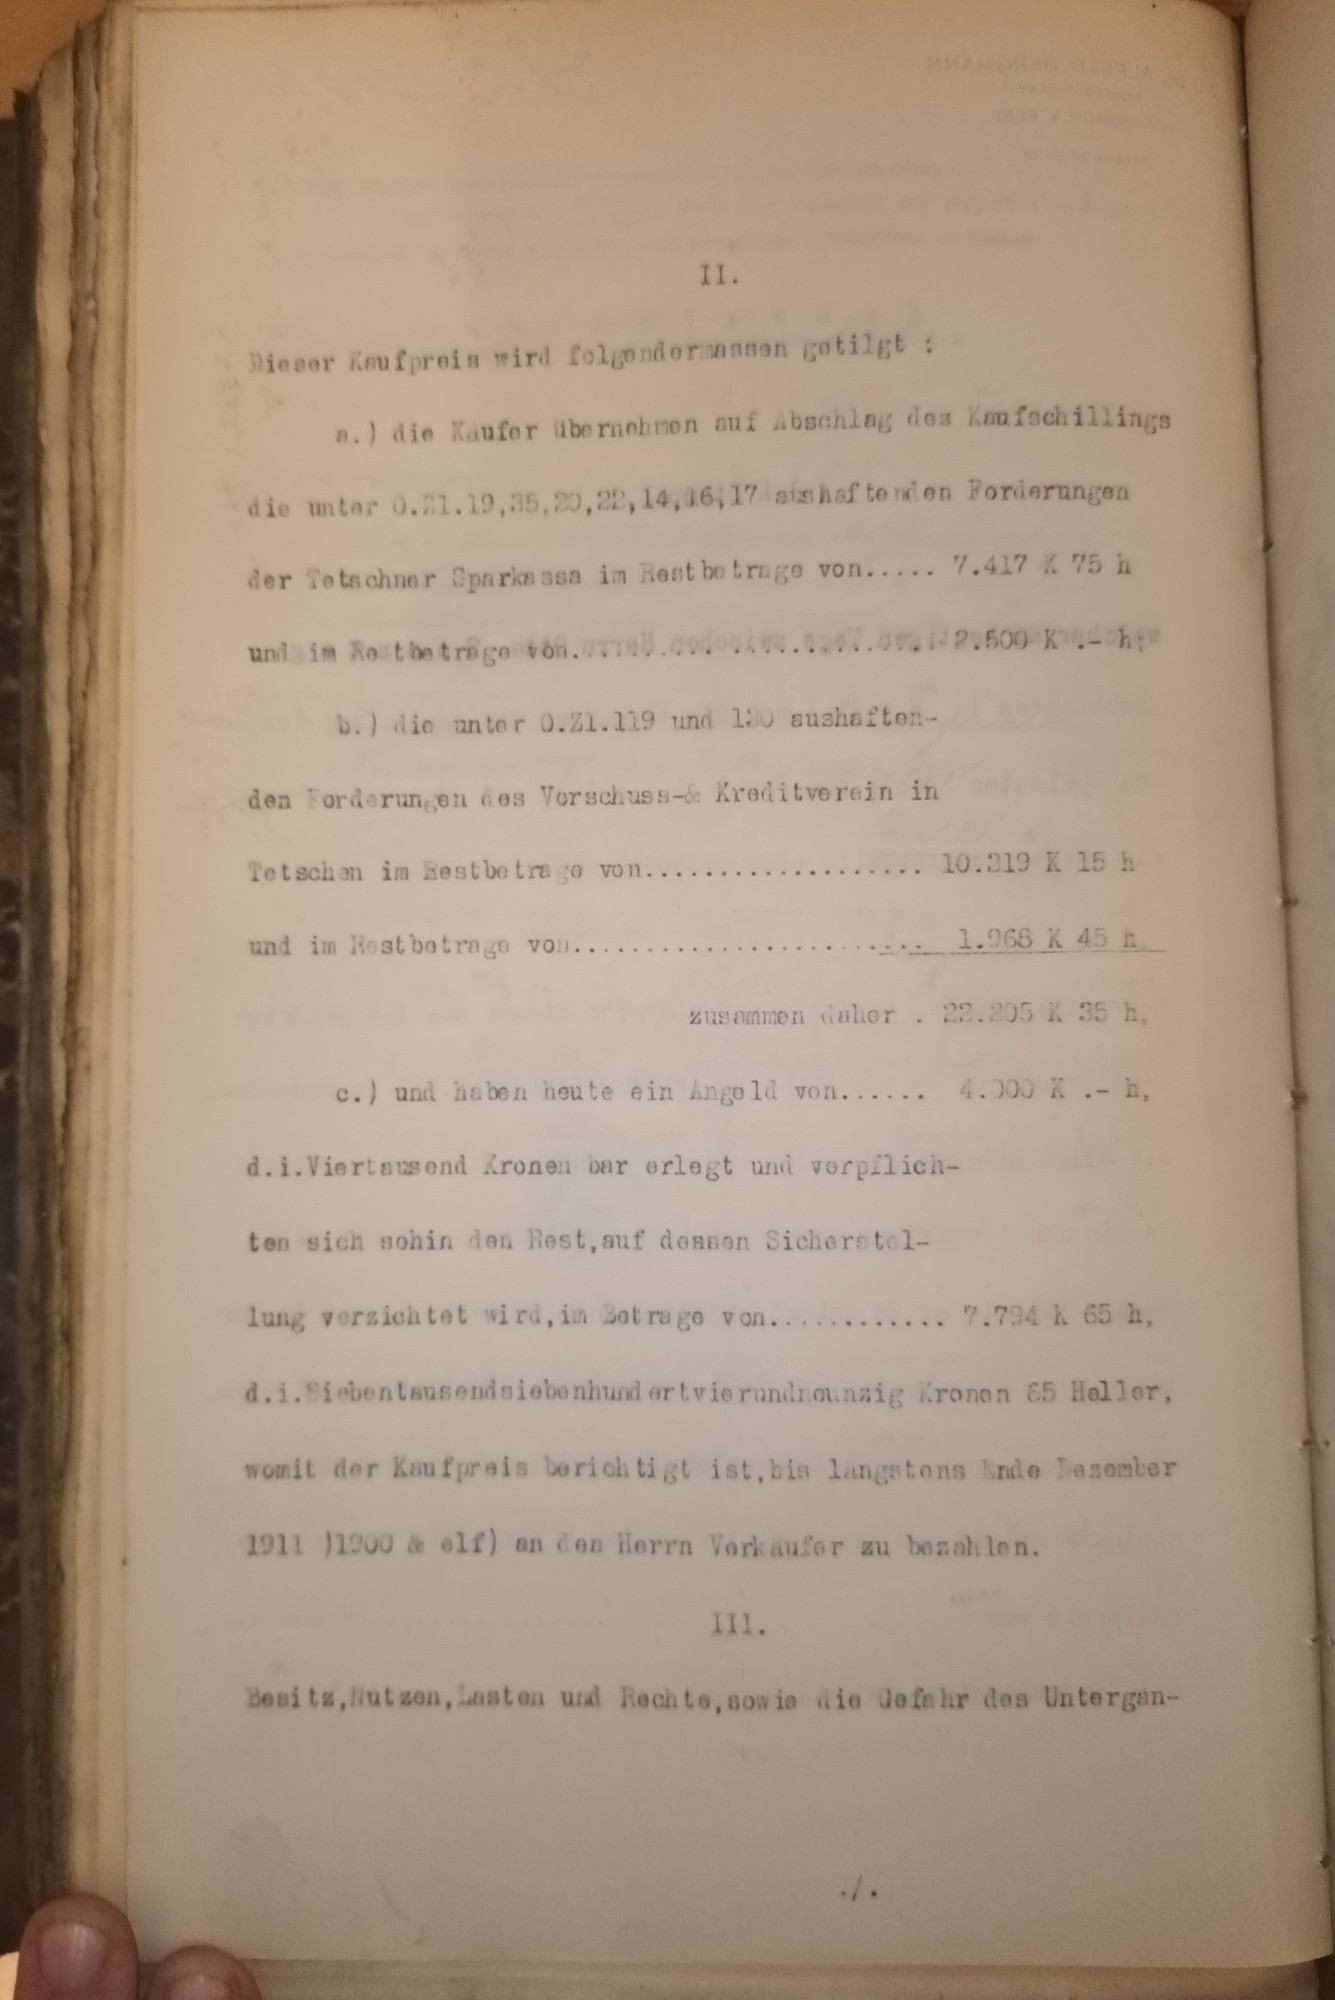 II.
Dieser Kaufpreis wird folgendermassen getilgt :
a.) die Käufer übernehmen auf Abschlag des Kaufschillings
die unter O.Zl.19,35,20,22,14,16,17 aushaftenden Forderungen
der Tetschner Sparkassa im Restbetrage von..... 7.417 K 75 h
und im Restbetrage von......................... 2.500 K .- h;
b.) die unter O.Zl.119 und 130 aushaften-
den Forderungen des Vorschuss-& Kreditverein in
Tetschen im Restbetrage von................... 10.319 K 15 h
und im Restbetrage von........................ 1.968 K 45 h,
zusammen daher . 22.205 K 35 h,
c.) und haben heute ein Angeld von...... 4.000 K .- h,
d.i.Viertausend Kronen bar erlegt und verpflich-
ten sich sohin den Rest,auf dessen Sicherstel-
lung verzichtet wird,im Betrage von............ 7.794 K 65 h,
d.i.Siebentausendsiebenhundertvierundneunzig Kronen 65 Heller,
womit der Kaufpreis berichtigt ist,bis längstens Ende Dezember
1911 )1900 & elf) an den Herrn Verkäufer zu bezahlen.
III.
Besitz,Nutzen,Lasten und Rechte,sowie die Gefahr des Untergan-
./.